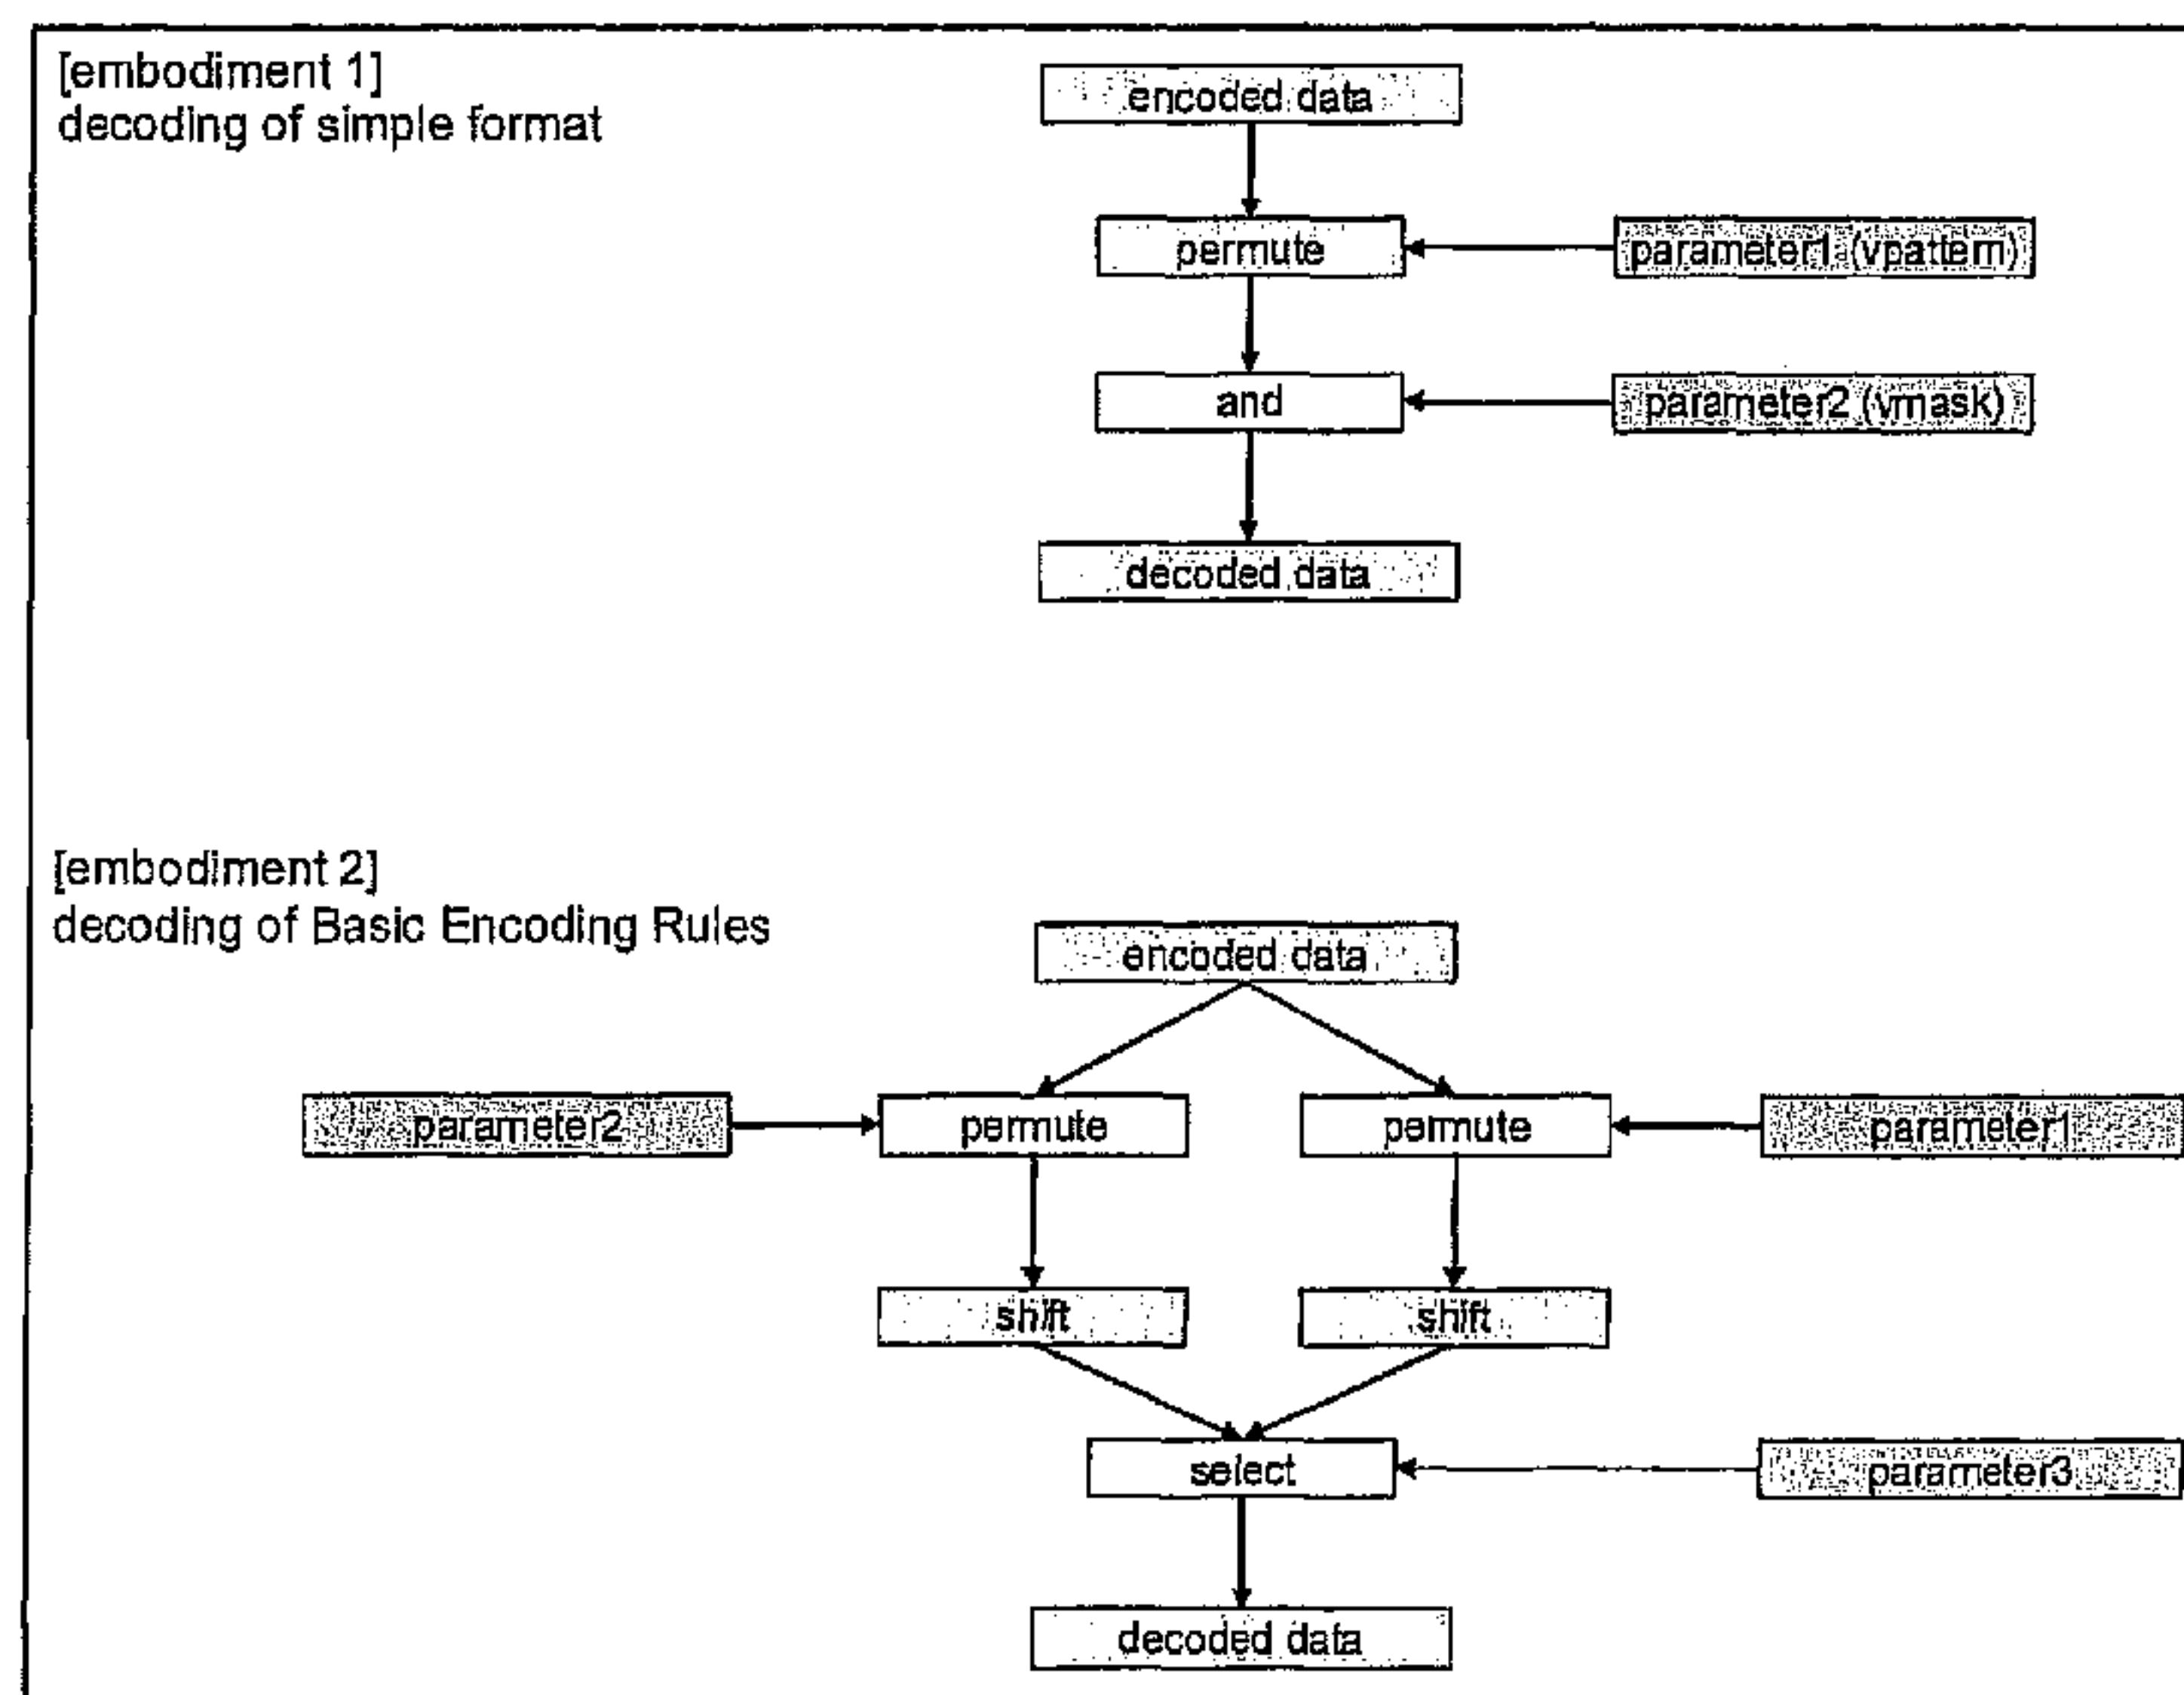 [embodiment 1]
decoding of simple format
encoded data
permute
parameter1 (vpattern)
and
parameter2 (vmask)
decoded data
[embodiment 2]
decoding of Basic Encoding Rules
encoded data
parameter2
permute
permute
parameter1
shift
shift
select
parameter3
decoded data